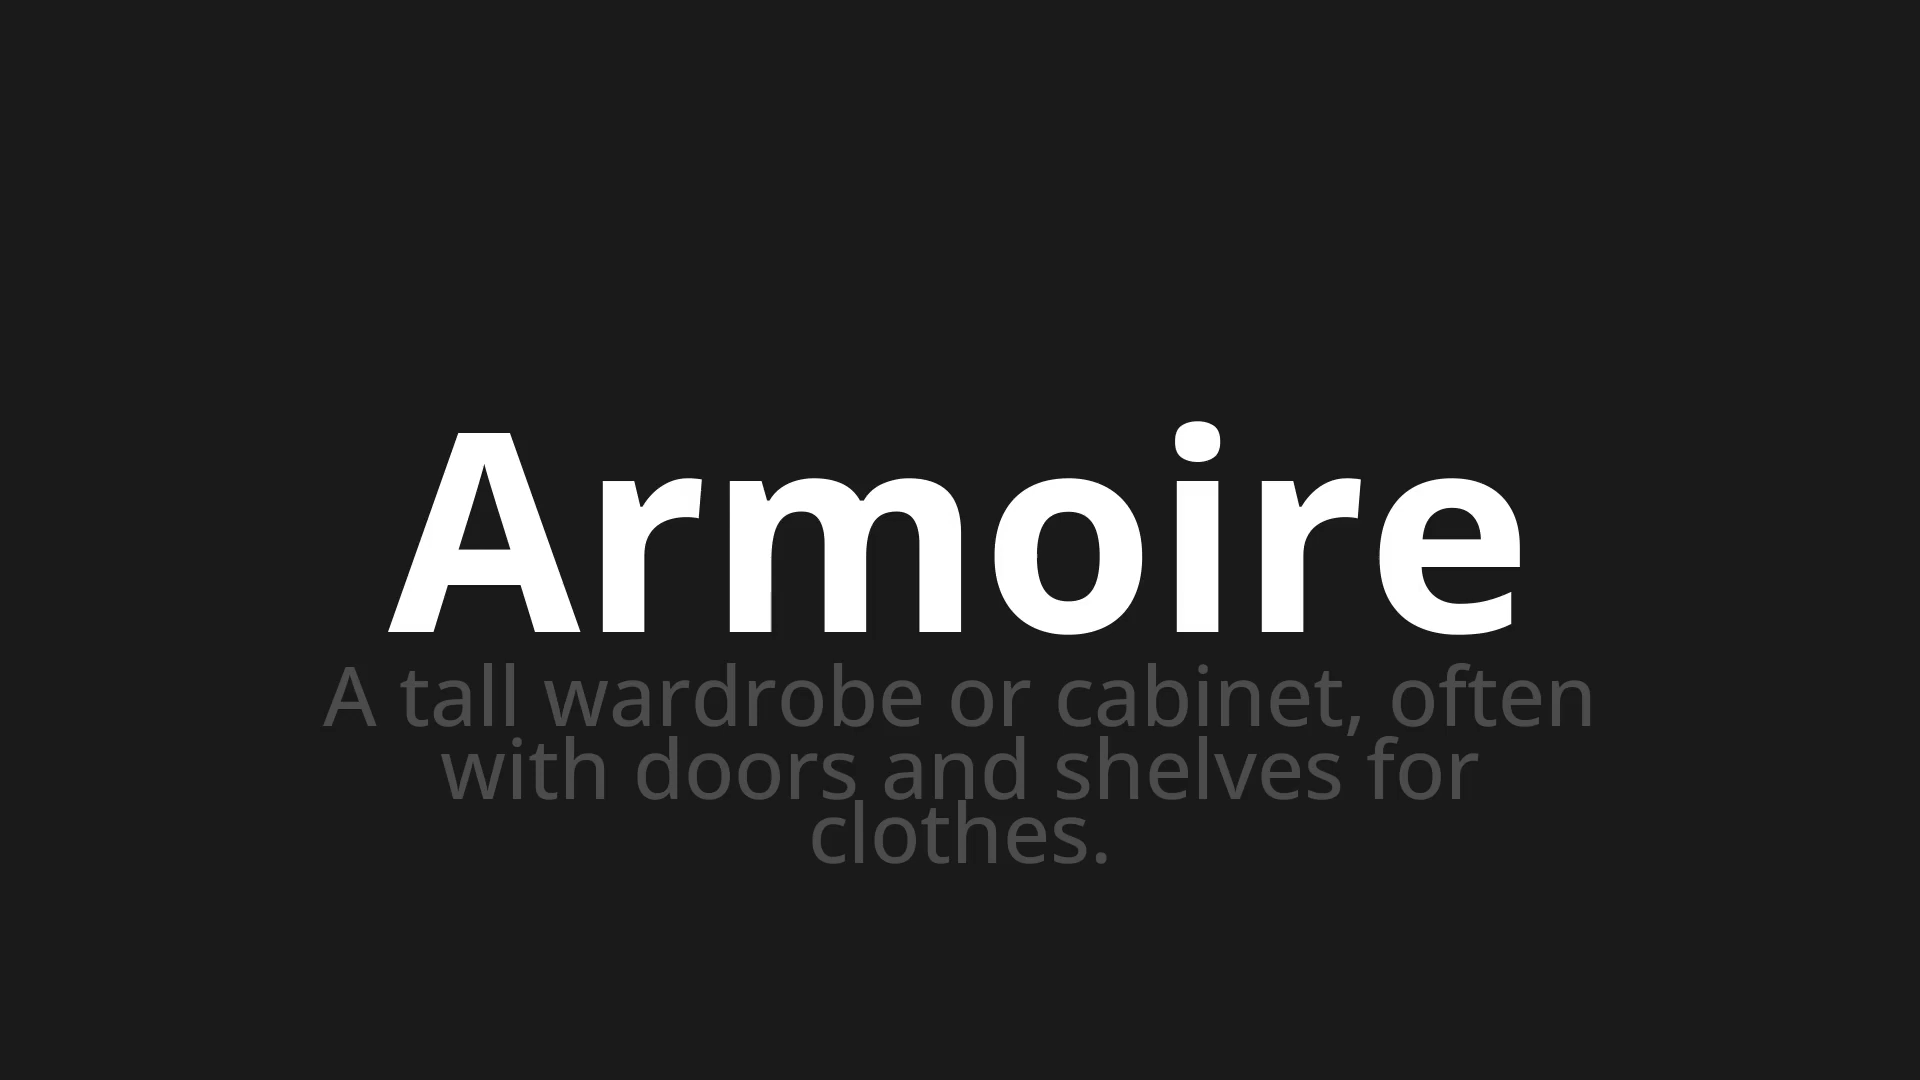 Armoire
A tall wardrobe or cabinet, often
with doors and shelves for
clothes.